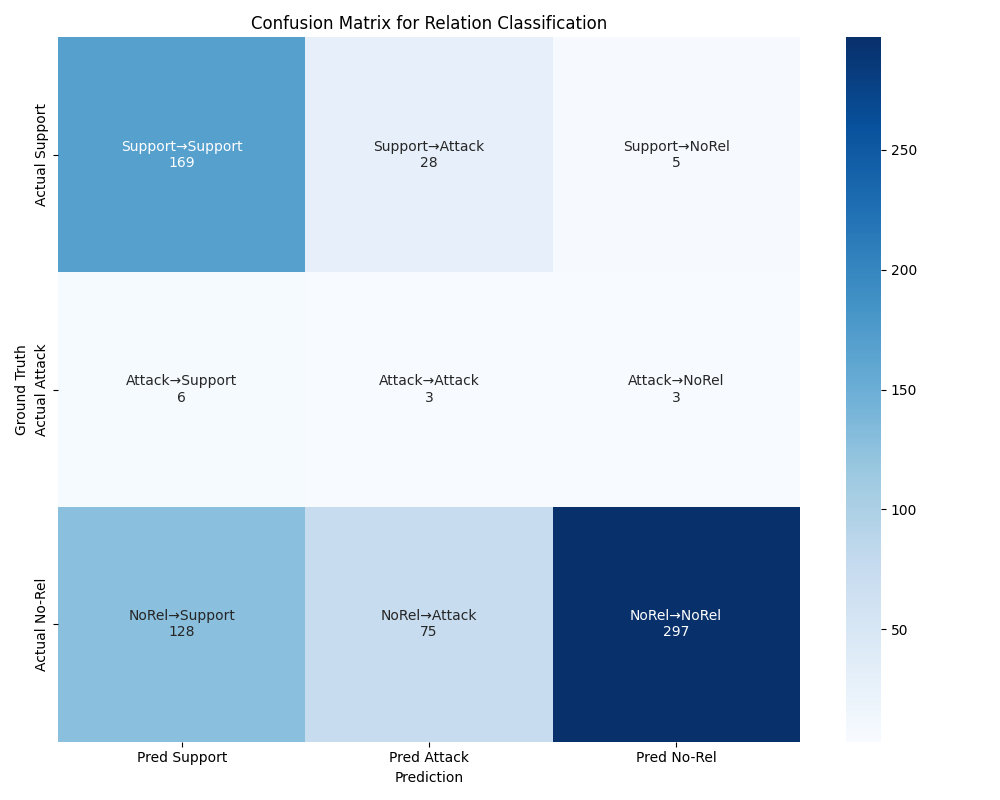 Confusion Matrix for Relation Classification
Ground Truth
Actual Support
Support→Support
169
Support→Attack
28
Support→NoRel
5
Actual Attack
Attack→Support
6
Attack→Attack
3
Attack→NoRel
3
Actual No-Rel
NoRel→Support
128
NoRel→Attack
75
NoRel→NoRel
297
Pred Support
Pred Attack
Pred No-Rel
Prediction
250
200
150
100
50